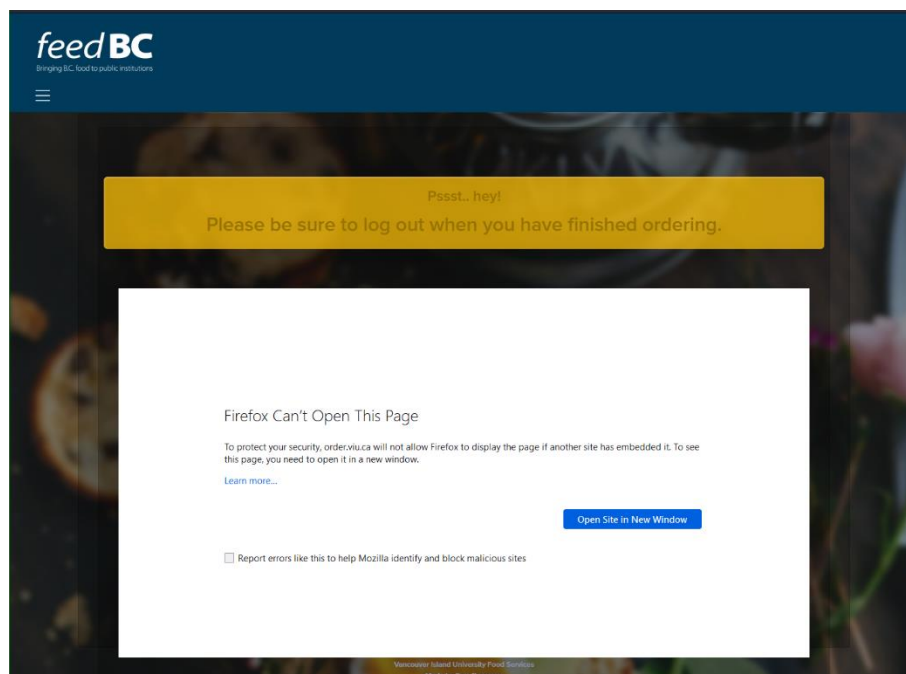 feed BC
Bringing B.C. food to public institutions
Pssst.. hey!
Please be sure to log out when you have finished ordering.
Firefox Can't Open This Page
To protect your security, order.viu.ca will not allow Firefox to display the page if another site has embedded it. To see
this page, you need to open it in a new window.
Learn more...
Open Site in New Window
Report errors like this to help Mozilla identify and block malicious sites
Vancouver Island University Food Services